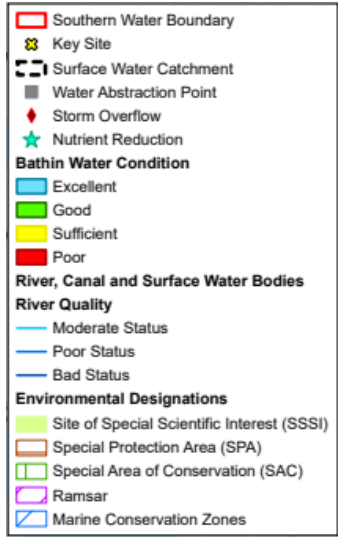 Southern Water Boundary
Key Site
Surface Water Catchment
Water Abstraction Point
Storm Overflow
Nutrient Reduction
Bathin Water Condition
Excellent
Good
Sufficient
Poor
River, Canal and Surface Water Bodies
River Quality
Moderate Status
Poor Status
Bad Status
Environmental Designations
Site of Special Scientific Interest (SSSI)
Special Protection Area (SPA)
Special Area of Conservation (SAC)
Ramsar
Marine Conservation Zones